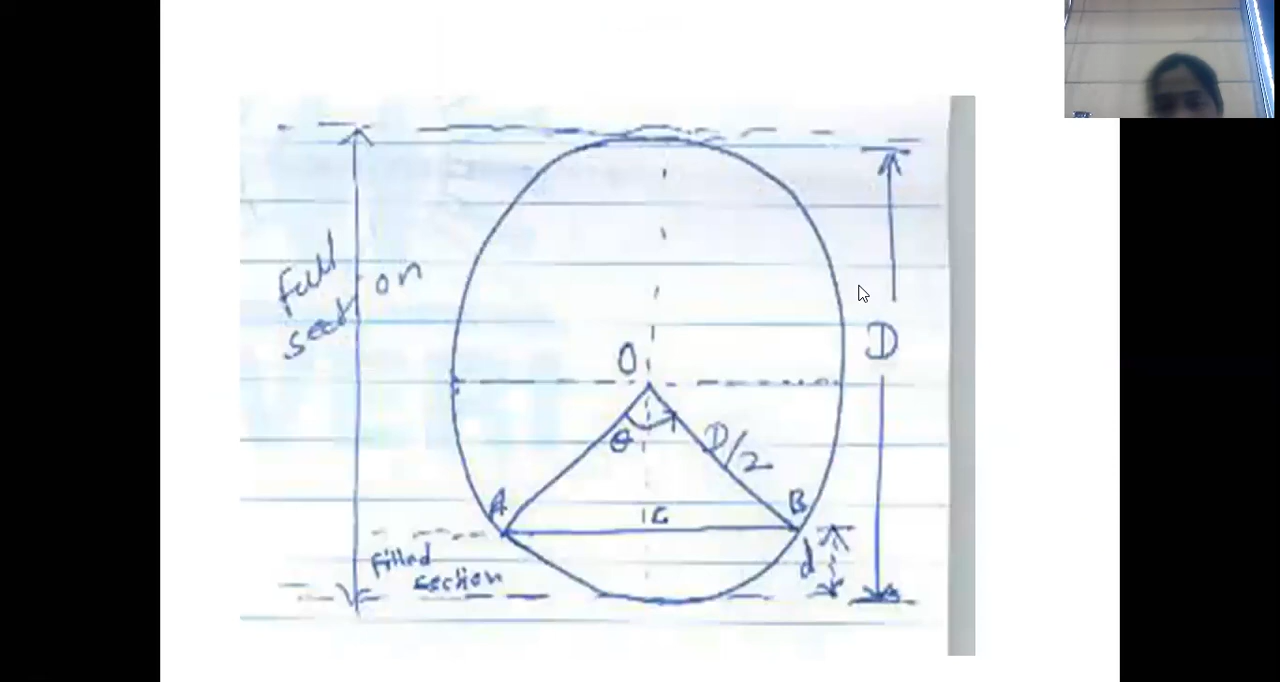 Full
section
D
O
θ
D/2
A
B
C
filled
section
d